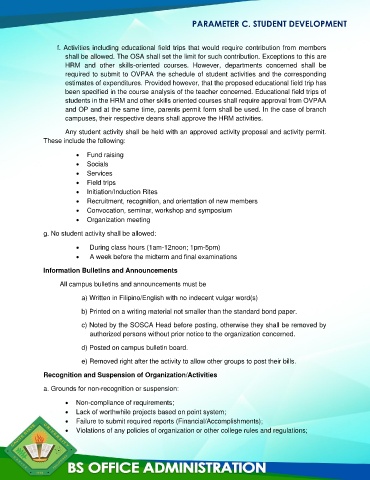 PARAMETER C. STUDENT DEVELOPMENT
f. Activities including educational field trips that would require contribution from members
shall be allowed. The OSA shall set the limit for such contribution. Exceptions to this are
HRM and other skills-oriented courses. However, departments concerned shall be
required to submit to OVPAA the schedule of student activities and the corresponding
estimates of expenditures. Provided however, that the proposed educational field trip has
been specified in the course analysis of the teacher concerned. Educational field trips of
students in the HRM and other skills oriented courses shall require approval from OVPAA
and OP and at the same time, parents permit form shall be used. In the case of branch
campuses, their respective deans shall approve the HRM activities.
Any student activity shall be held with an approved activity proposal and activity permit.
These include the following:
• Fund raising
• Socials
• Services
• Field trips
• Initiation/Induction Rites
• Recruitment, recognition, and orientation of new members
• Convocation, seminar, workshop and symposium
• Organization meeting
g. No student activity shall be allowed:
• During class hours (1am-12noon; 1pm-5pm)
• A week before the midterm and final examinations
Information Bulletins and Announcements
All campus bulletins and announcements must be
a) Written in Filipino/English with no indecent vulgar word(s)
b) Printed on a writing material not smaller than the standard bond paper.
c) Noted by the SOSCA Head before posting, otherwise they shall be removed by
authorized persons without prior notice to the organization concerned.
d) Posted on campus bulletin board.
e) Removed right after the activity to allow other groups to post their bills.
Recognition and Suspension of Organization/Activities
a. Grounds for non-recognition or suspension:
• Non-compliance of requirements;
• Lack of worthwhile projects based on point system;
• Failure to submit required reports (Financial/Accomplishments);
• Violations of any policies of organization or other college rules and regulations;
BS OFFICE ADMINISTRATION